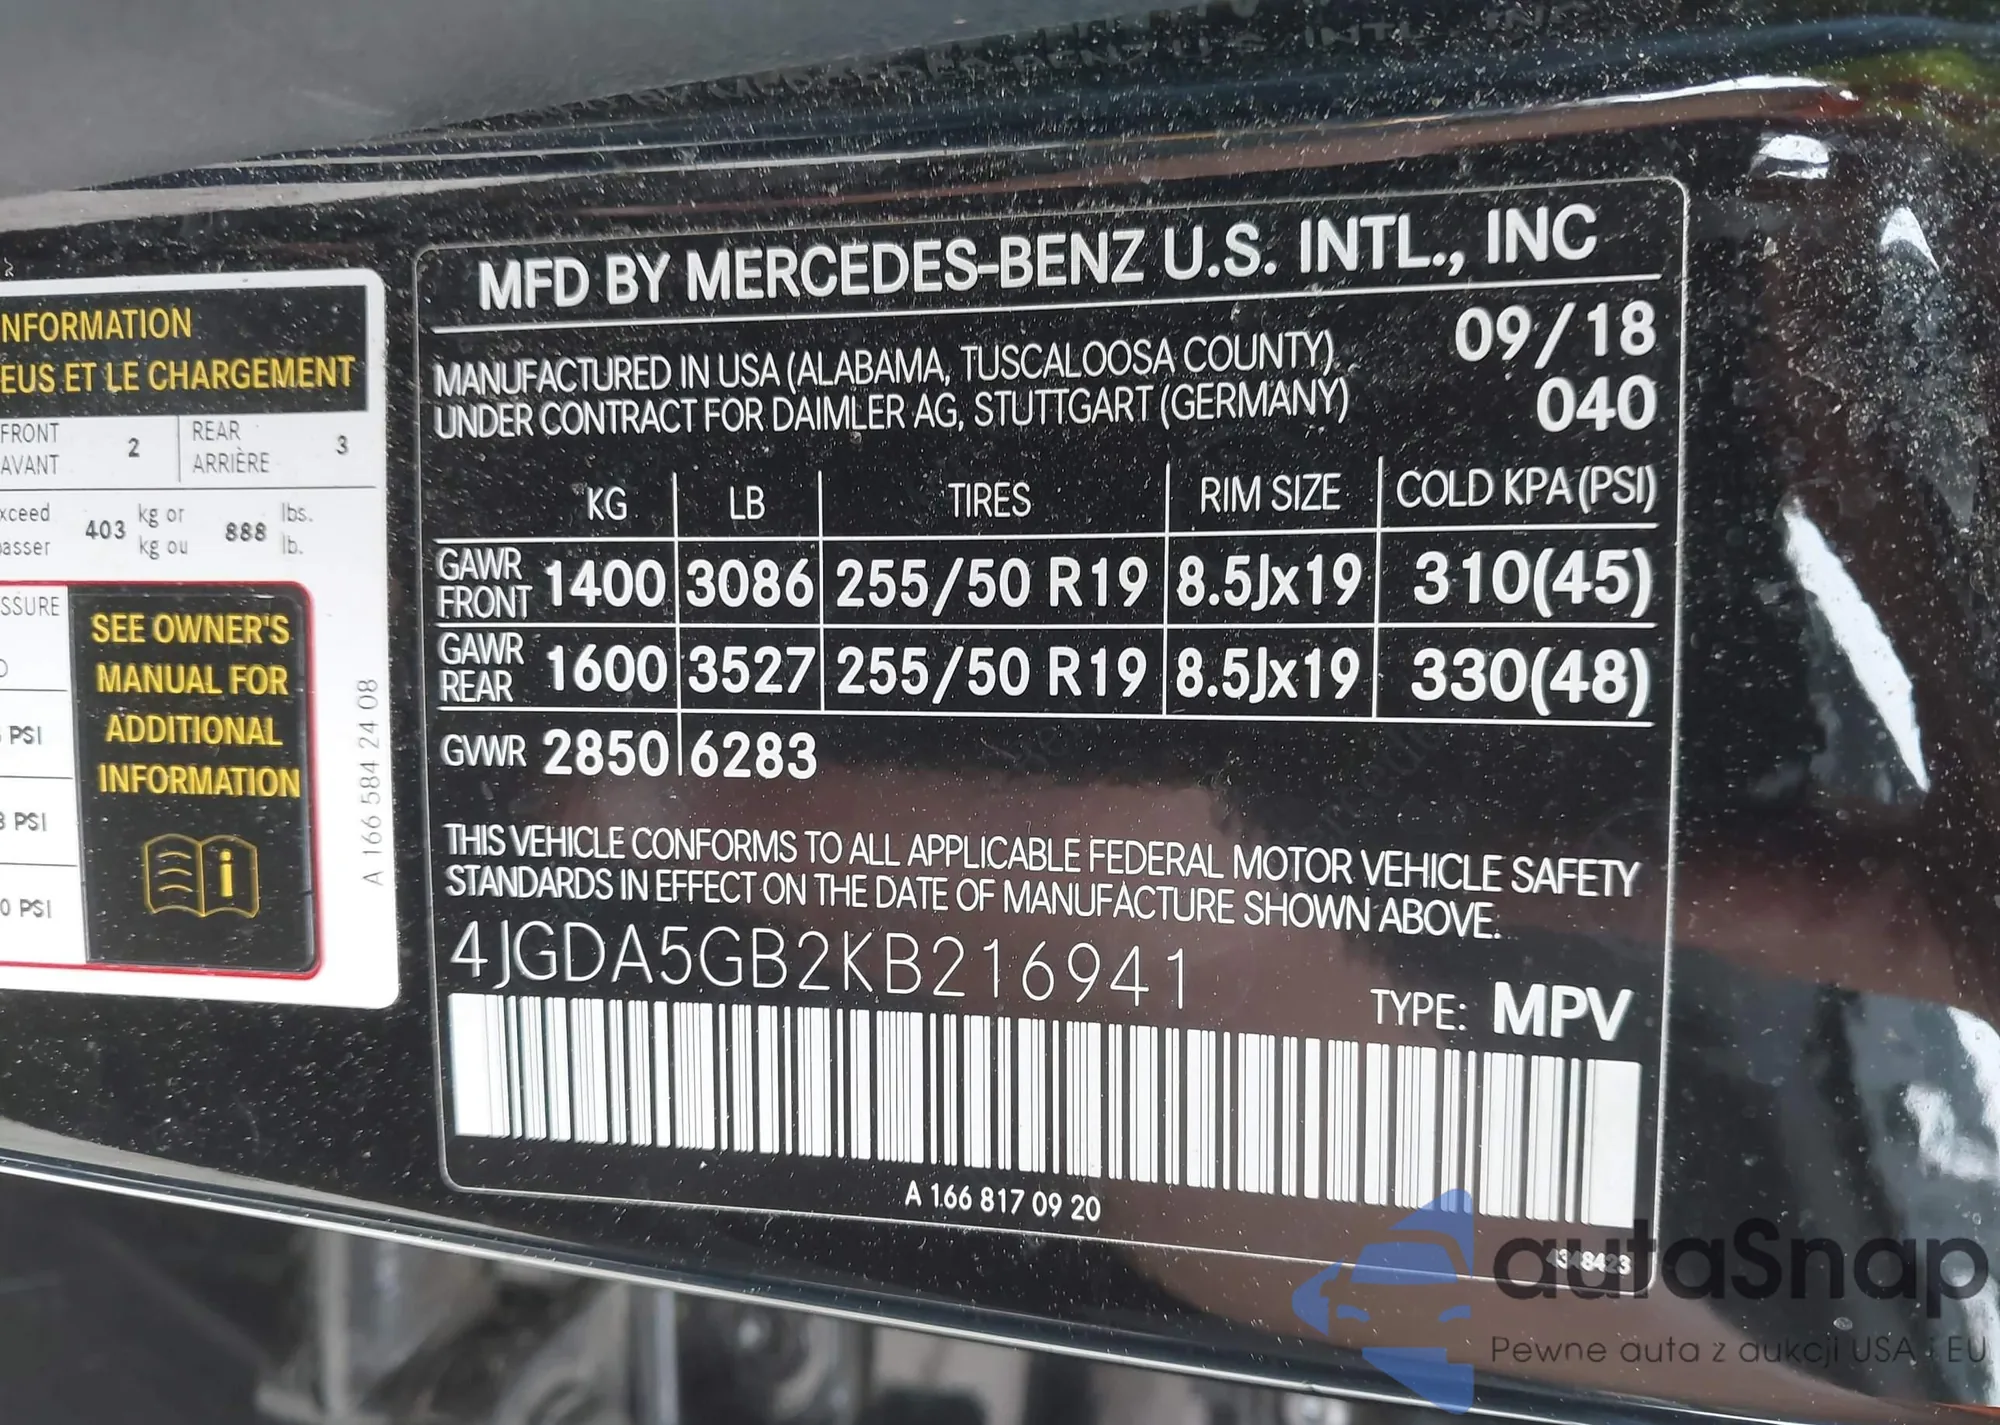 NFORMATION
EUS ET LE CHARGEMENT
FRONT 2 REAR 3
AVANT ARRIÈRE
xceed 403 kg or 888 lbs.
passer kg ou lb.
SSURE
SEE OWNER'S
MANUAL FOR
ADDITIONAL
INFORMATION
PSI
PSI
0 PSI
A 166 584 24 08
MFD BY MERCEDES-BENZ U.S. INTL., INC
MANUFACTURED IN USA (ALABAMA, TUSCALOOSA COUNTY) 09/18
UNDER CONTRACT FOR DAIMLER AG, STUTTGART (GERMANY) 040
KG LB TIRES RIM SIZE COLD KPA(PSI)
GAWR FRONT 1400 3086 255/50 R19 8.5Jx19 310(45)
GAWR REAR 1600 3527 255/50 R19 8.5Jx19 330(48)
GVWR 2850 6283
THIS VEHICLE CONFORMS TO ALL APPLICABLE FEDERAL MOTOR VEHICLE SAFETY
STANDARDS IN EFFECT ON THE DATE OF MANUFACTURE SHOWN ABOVE.
4JGDA5GB2KB216941
TYPE: MPV
A 166 817 09 20
autaSnap
Pewne auta z aukcji USA i EU